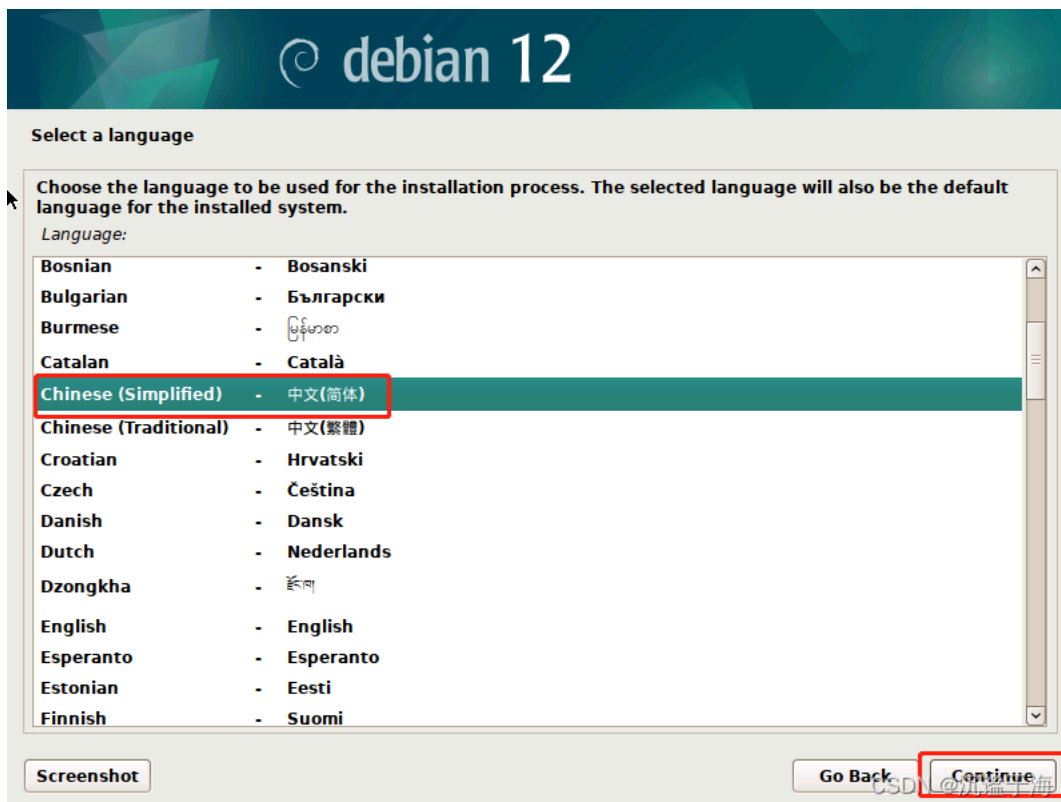 debian 12
Select a language
Choose the language to be used for the installation process. The selected language will also be the default
language for the installed system.
Language:
Bosnian - Bosanski
Bulgarian - Български
Burmese - မြန်မာစာ
Catalan - Català
Chinese (Simplified) - 中文(简体)
Chinese (Traditional) - 中文(繁體)
Croatian - Hrvatski
Czech - Čeština
Danish - Dansk
Dutch - Nederlands
Dzongkha - རྫོང་ཁ།
English - English
Esperanto - Esperanto
Estonian - Eesti
Finnish - Suomi
Screenshot Go Back Continue
CSDN